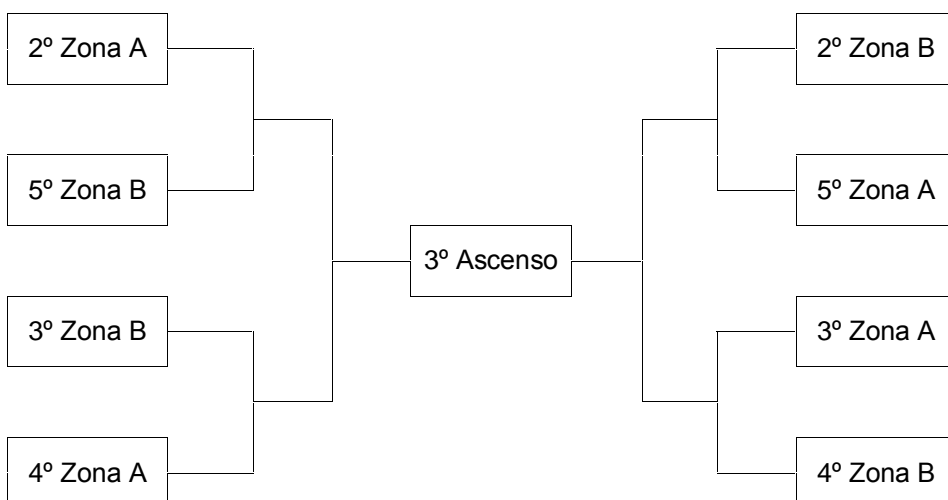 2º Zona A
2º Zona B
5º Zona B
5º Zona A
3º Ascenso
3º Zona B
3º Zona A
4º Zona A
4º Zona B